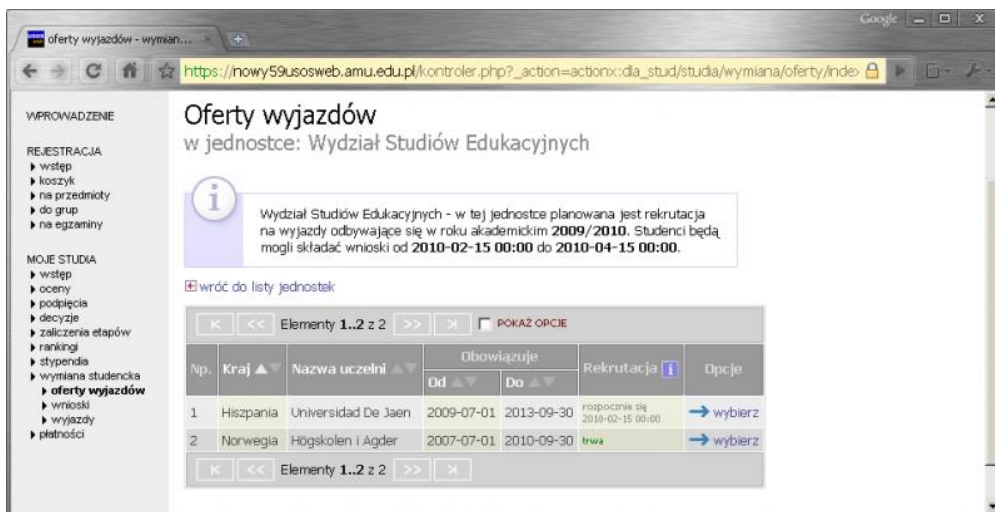 Google
oferty wyjazdów - wymian...
https://nowy59usosweb.amu.edu.pl/kontroler.php?_action=actionx:dla_stud/studia/wymiana/oferty/index
WPROWADZENIE
REJESTRACJA
wstęp
koszyk
na przedmioty
do grup
na egzaminy
MOJE STUDIA
wstęp
oceny
podpięcia
decyzje
zaliczenia etapów
rankingi
stypendia
wymiana studencka
oferty wyjazdów
wnioski
wyjazdy
płatności
Oferty wyjazdów
w jednostce: Wydział Studiów Edukacyjnych
Wydział Studiów Edukacyjnych - w tej jednostce planowana jest rekrutacja
na wyjazdy odbywające się w roku akademickim 2009/2010. Studenci będą
mogli składać wnioski od 2010-02-15 00:00 do 2010-04-15 00:00.
wróć do listy jednostek
K << Elementy 1..2 z 2 >> >| POKAŻ OPCJE
Np. Kraj Nazwa uczelni Obowiązuje Rekrutacja i Opcje
Od Do
1 Hiszpania Universidad De Jaen 2009-07-01 2013-09-30 rozpocznie się 2010-02-15 00:00 wybierz
2 Norwegia Högskolen i Agder 2007-07-01 2010-09-30 trwa wybierz
K << Elementy 1..2 z 2 >> >|